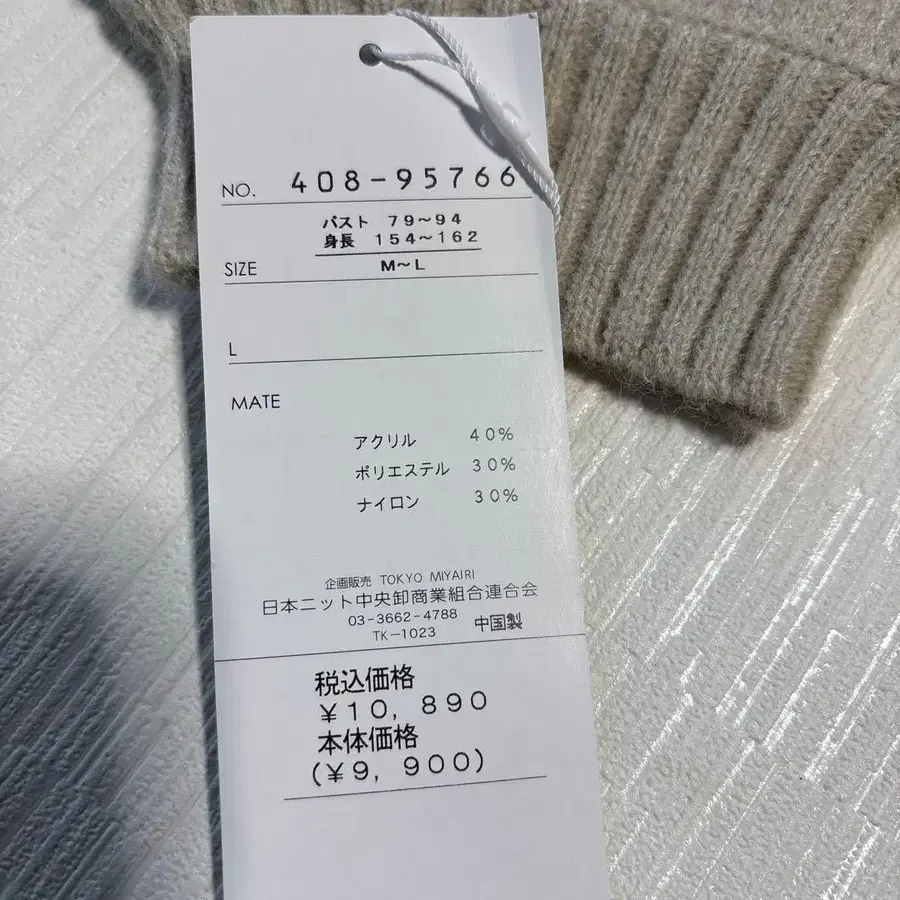 NO. 408-95766
バスト 79～94
身長 154～162
SIZE M～L
L
MATE
アクリル 40%
ポリエステル 30%
ナイロン 30%
企画販売 TOKYO MIYAIRI
日本ニット中央卸商業組合連合会
03-3662-4788
TK-1023 中国製
税込価格
¥10,890
本体価格
(¥9,900)